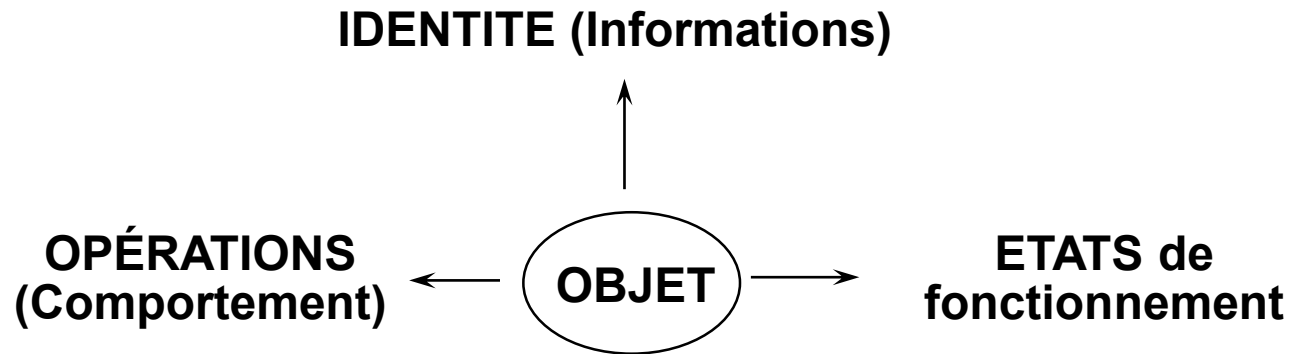 IDENTITE (Informations)
OPÉRATIONS
(Comportement)
OBJET
ETATS de
fonctionnement